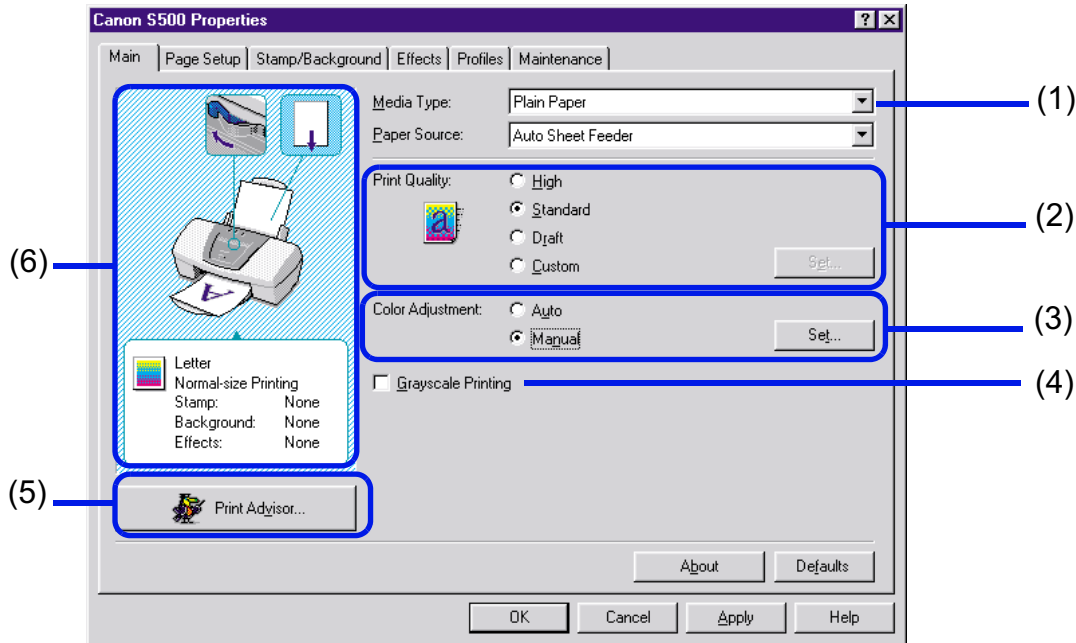 Canon S500 Properties
? X
Main Page Setup Stamp/Background Effects Profiles Maintenance
Media Type: Plain Paper
(1)
Paper Source: Auto Sheet Feeder
Print Quality: High
Standard
Draft
Custom
Set...
(2)
a
Color Adjustment: Auto
Manual
Set...
(3)
Grayscale Printing
(4)
(6)
A
Letter
Normal-size Printing
Stamp: None
Background: None
Effects: None
(5)
Print Advisor...
About Defaults
OK Cancel Apply Help